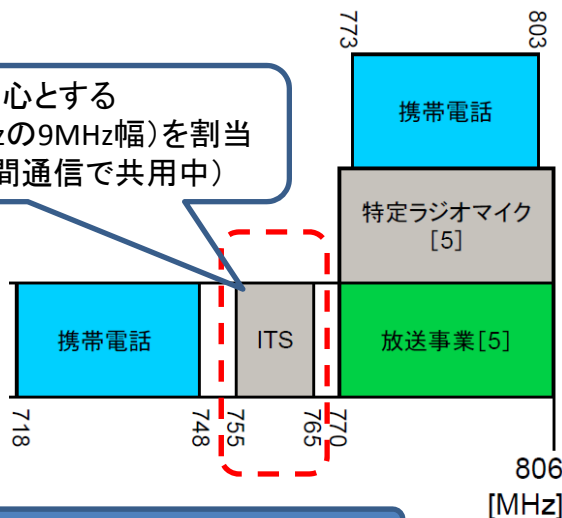 773
803
心とする
zの9MHz幅)を割当
間通信で共用中)
携帯電話
特定ラジオマイク
[5]
携帯電話
ITS
放送事業[5]
718
748
755
765
770
806
[MHz]